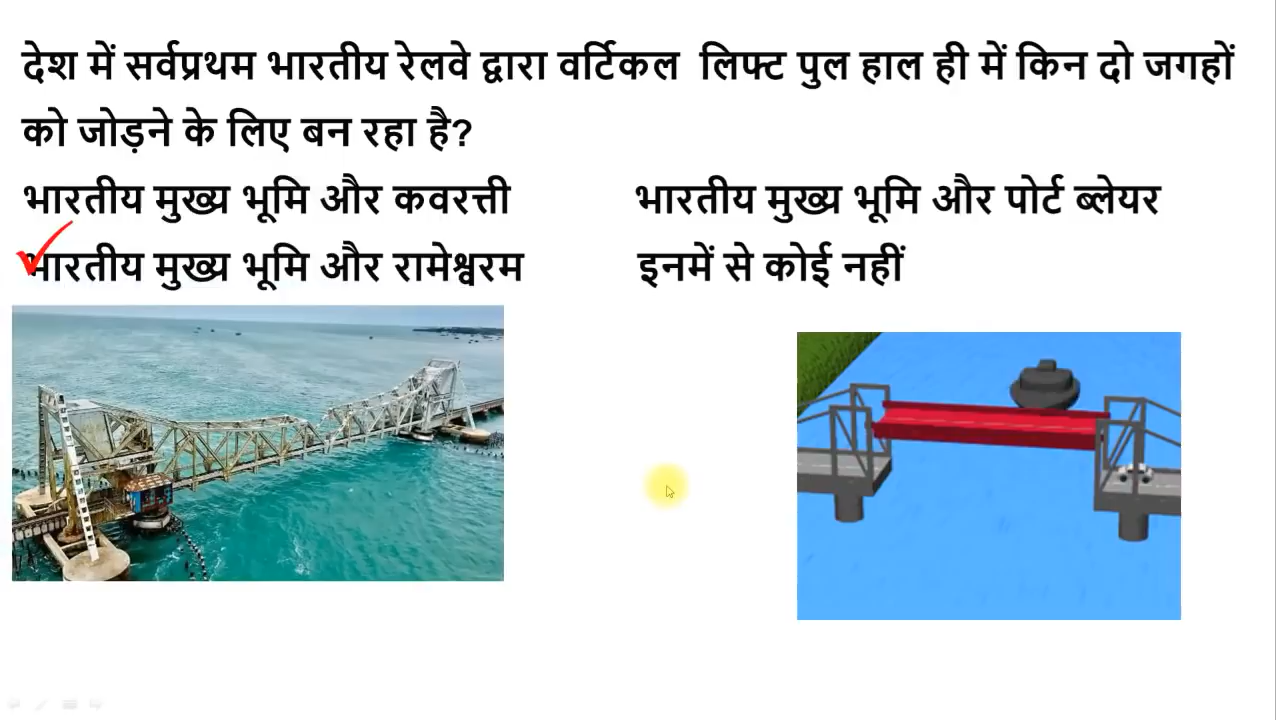 देश में सर्वप्रथम भारतीय रेलवे द्वारा वर्टिकल लिफ्ट पुल हाल ही में किन दो जगहों
को जोड़ने के लिए बन रहा है?
भारतीय मुख्य भूमि और कवरत्ती भारतीय मुख्य भूमि और पोर्ट ब्लेयर
भारतीय मुख्य भूमि और रामेश्वरम इनमें से कोई नहीं